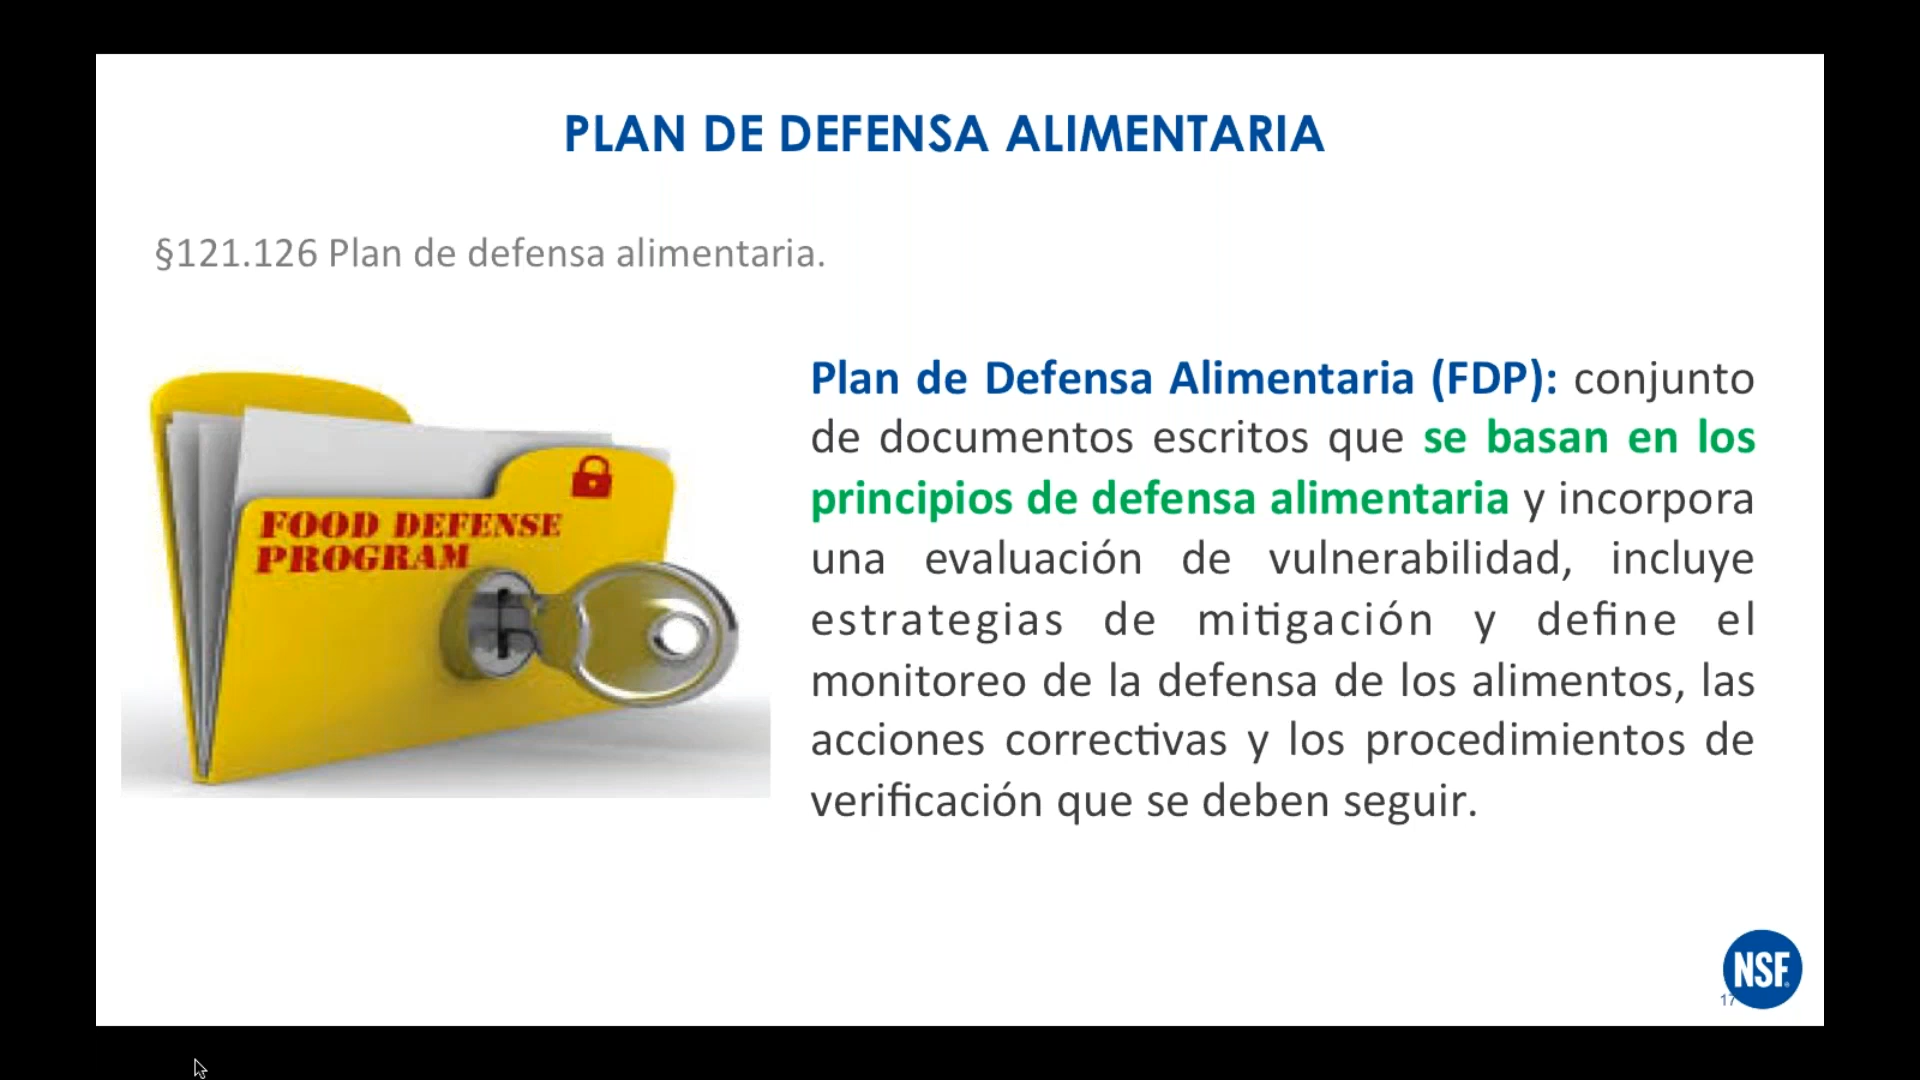 PLAN DE DEFENSA ALIMENTARIA
§121.126 Plan de defensa alimentaria.
FOOD DEFENSE
PROGRAM
Plan de Defensa Alimentaria (FDP): conjunto
de documentos escritos que se basan en los
principios de defensa alimentaria y incorpora
una evaluación de vulnerabilidad, incluye
estrategias de mitigación y define el
monitoreo de la defensa de los alimentos, las
acciones correctivas y los procedimientos de
verificación que se deben seguir.
NSF
17